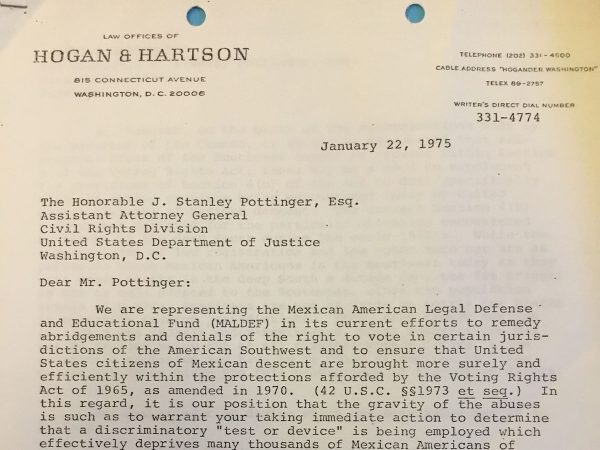 LAW OFFICES OF
HOGAN & HARTSON
815 CONNECTICUT AVENUE
WASHINGTON, D. C. 20006
TELEPHONE (202) 331-4500
CABLE ADDRESS "HOGANDER WASHINGTON"
TELEX 89-2757
WRITER'S DIRECT DIAL NUMBER
331-4774
January 22, 1975
The Honorable J. Stanley Pottinger, Esq.
Assistant Attorney General
Civil Rights Division
United States Department of Justice
Washington, D.C.
Dear Mr. Pottinger:
We are representing the Mexican American Legal Defense
and Educational Fund (MALDEF) in its current efforts to remedy
abridgements and denials of the right to vote in certain juris-
dictions of the American Southwest and to ensure that United
States citizens of Mexican descent are brought more surely and
efficiently within the protections afforded by the Voting Rights
Act of 1965, as amended in 1970. (42 U.S.C. §§1973 et seq.) In
this regard, it is our position that the gravity of the abuses
is such as to warrant your taking immediate action to determine
that a discriminatory "test or device" is being employed which
effectively deprives many thousands of Mexican Americans of